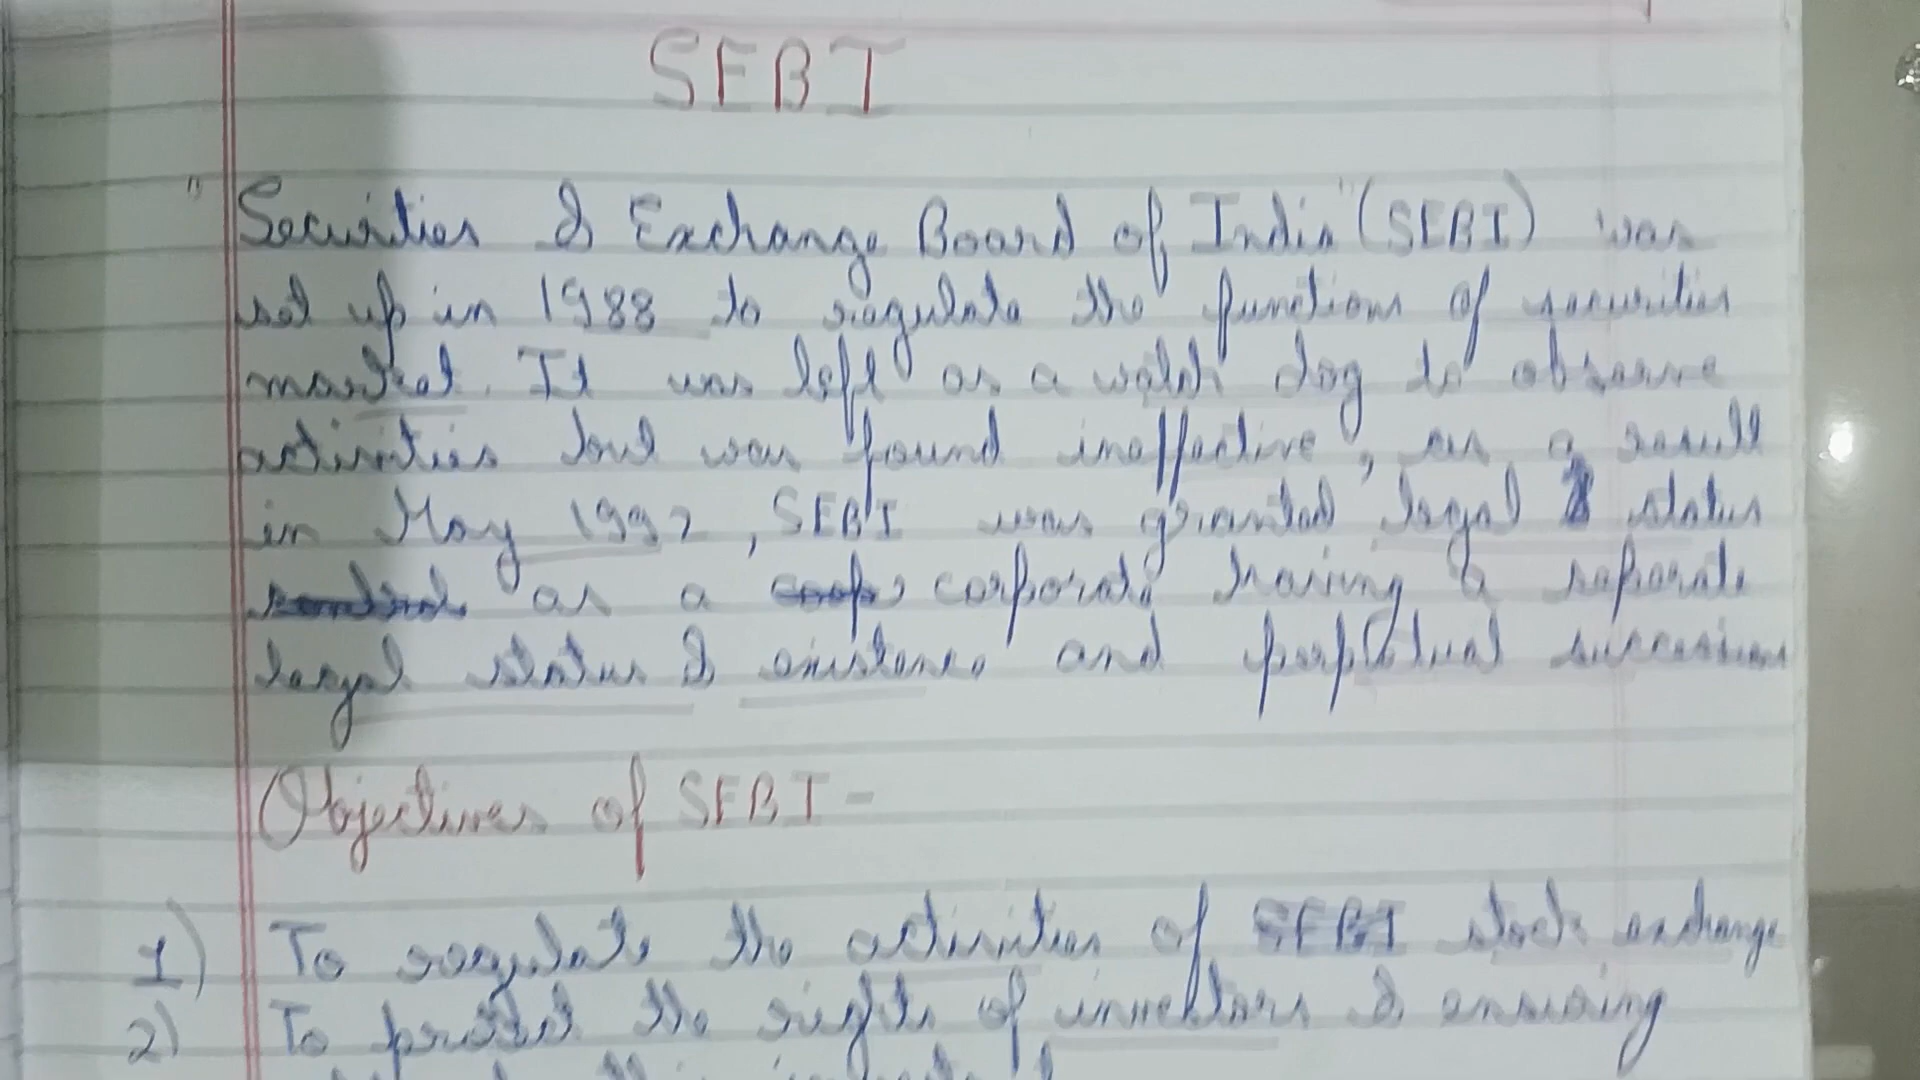 SEBI
"Securities & Exchange Board of India" (SEBI) was
set up in 1988 to regulate the functions of securities
market. It was left as a watch dog to observe
activities but was found ineffective, as a result
in May 1992, SEBI was granted legal status
as a corporate having a separate
legal status & existence and perpetual succession
Objectives of SEBI -
1) To regulate the activities of SEBI stock exchange
2) To protect the rights of investors & ensuring